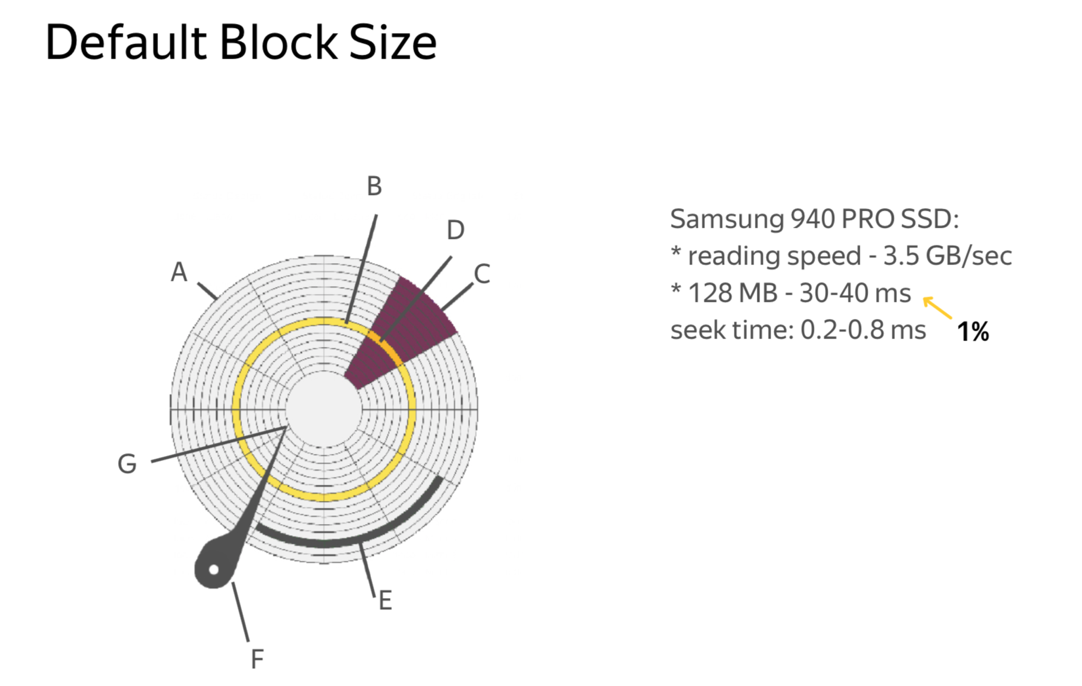 Default Block Size
B
D
A
C
G
E
F
Samsung 940 PRO SSD:
* reading speed - 3.5 GB/sec
* 128 MB - 30-40 ms
seek time: 0.2-0.8 ms
1%